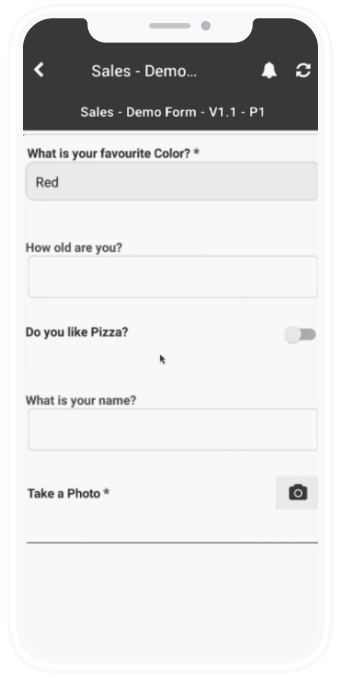 Sales - Demo...
Sales - Demo Form - V1.1 - P1
What is your favourite Color? *
Red
How old are you?
Do you like Pizza?
What is your name?
Take a Photo *